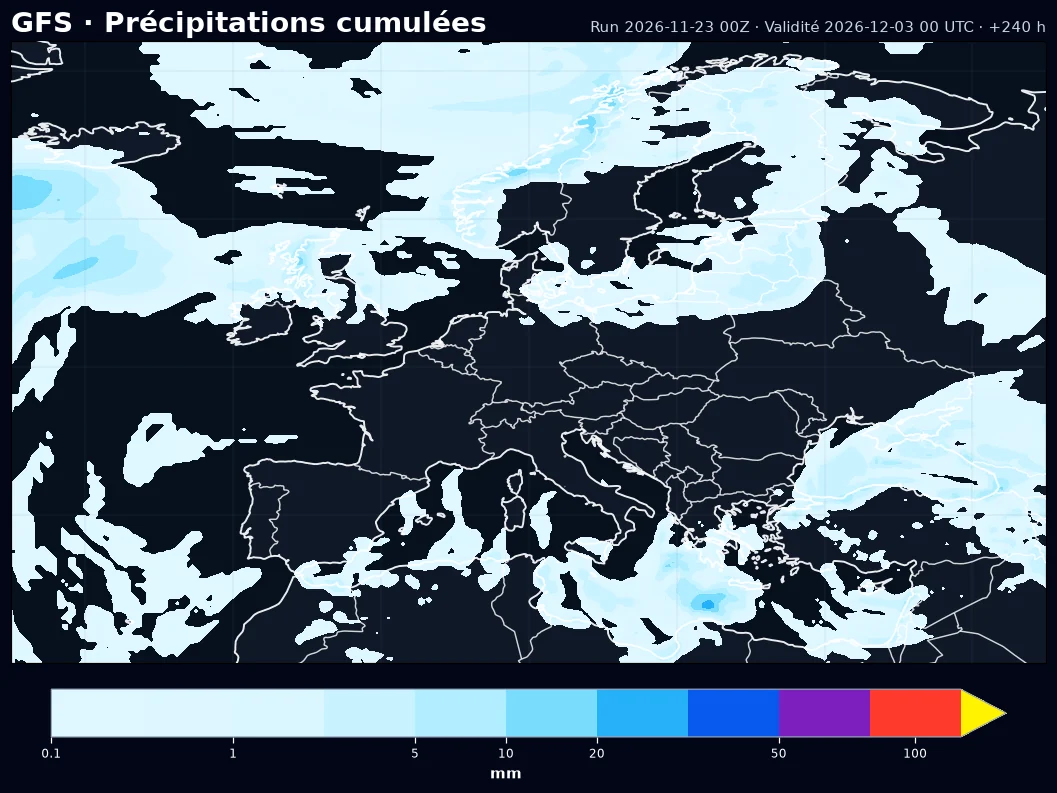 GFS · Précipitations cumulées
Run 2026-11-23 00Z · Validité 2026-12-03 00 UTC · +240 h
0.1 1 5 10 20 50 100
mm